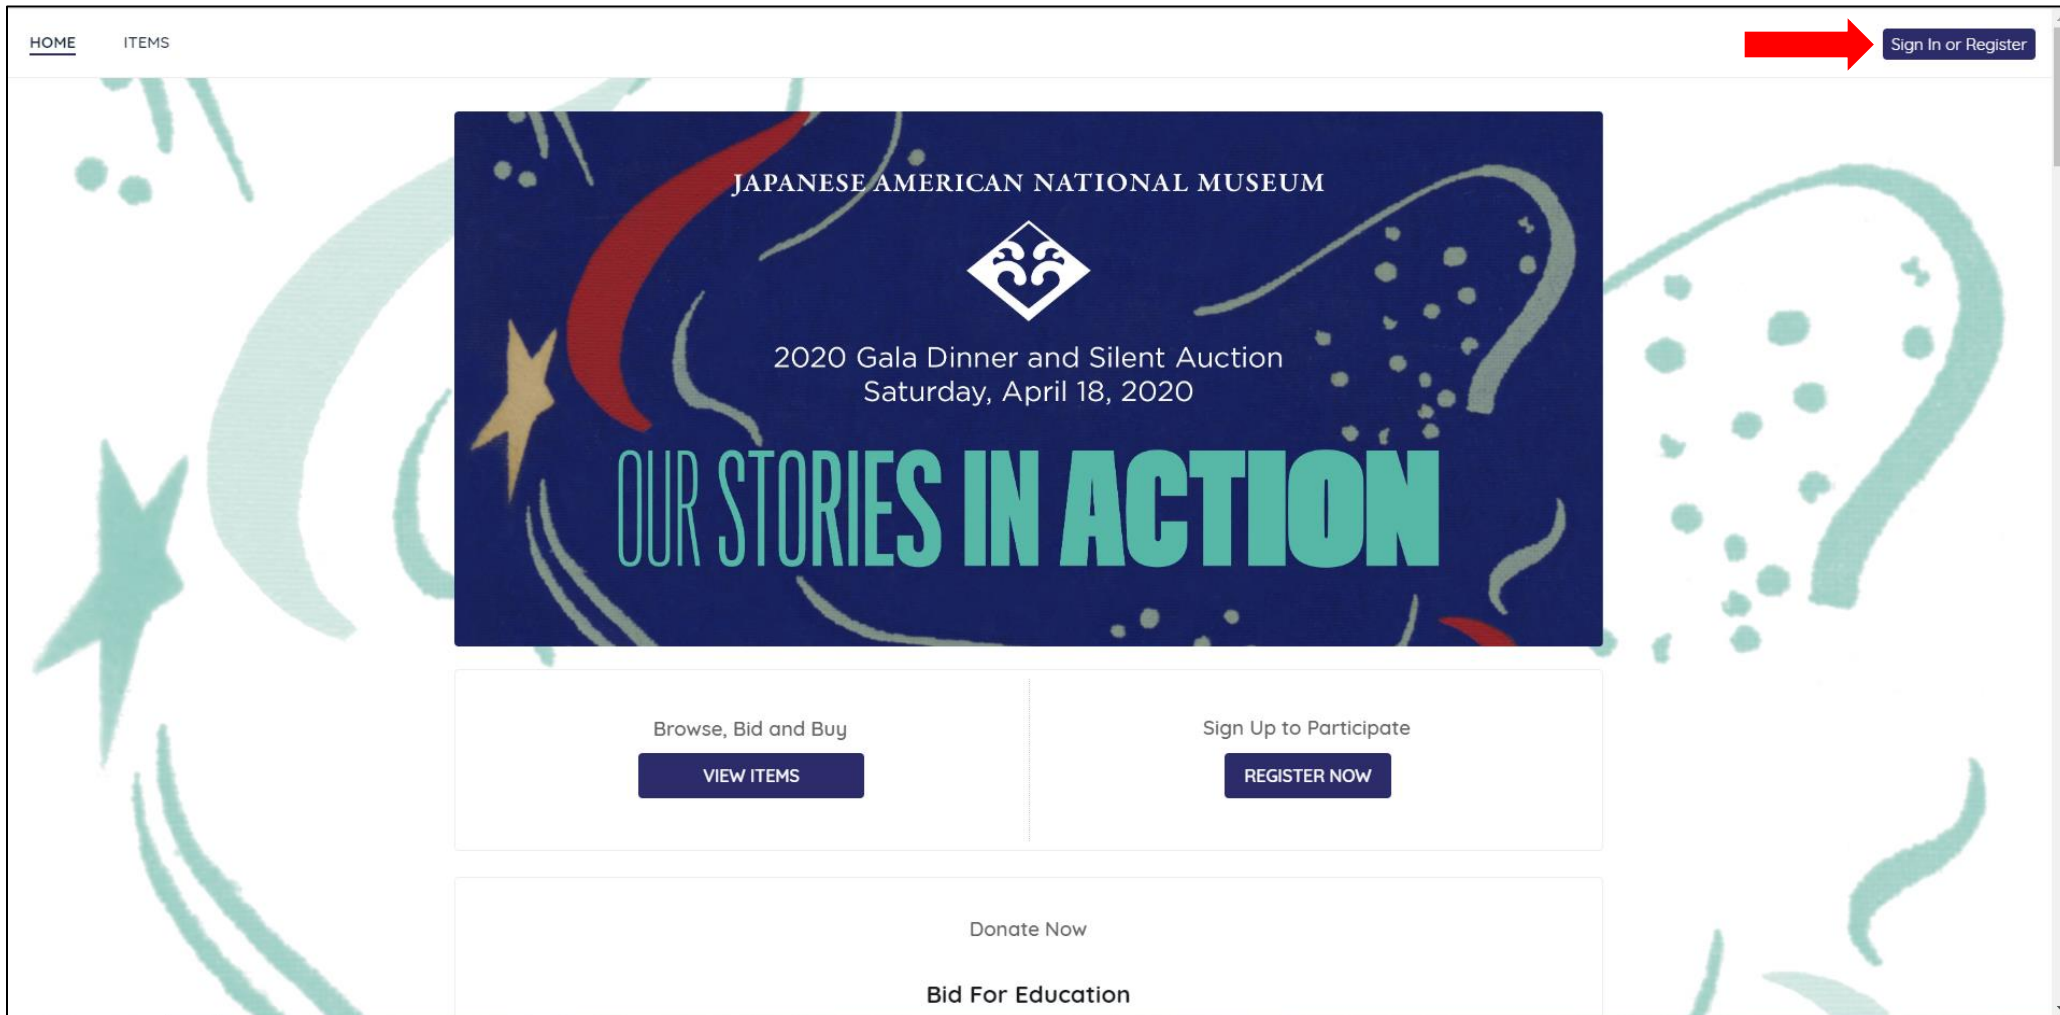 HOME
ITEMS
Sign In or Register
JAPANESE AMERICAN NATIONAL MUSEUM
2020 Gala Dinner and Silent Auction
Saturday, April 18, 2020
OUR STORIES IN ACTION
Browse, Bid and Buy
VIEW ITEMS
Sign Up to Participate
REGISTER NOW
Donate Now
Bid For Education